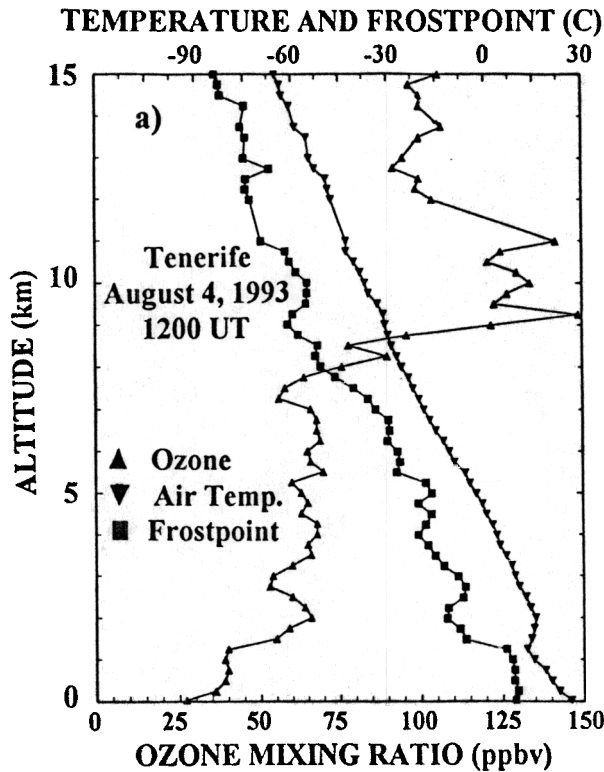 TEMPERATURE AND FROSTPOINT (C)
-90 -60 -30 0 30
15
a)
10
Tenerife
August 4, 1993
1200 UT
ALTITUDE (km)
▲ Ozone
▼ Air Temp.
■ Frostpoint
5
0
0 25 50 75 100 125 150
OZONE MIXING RATIO (ppbv)